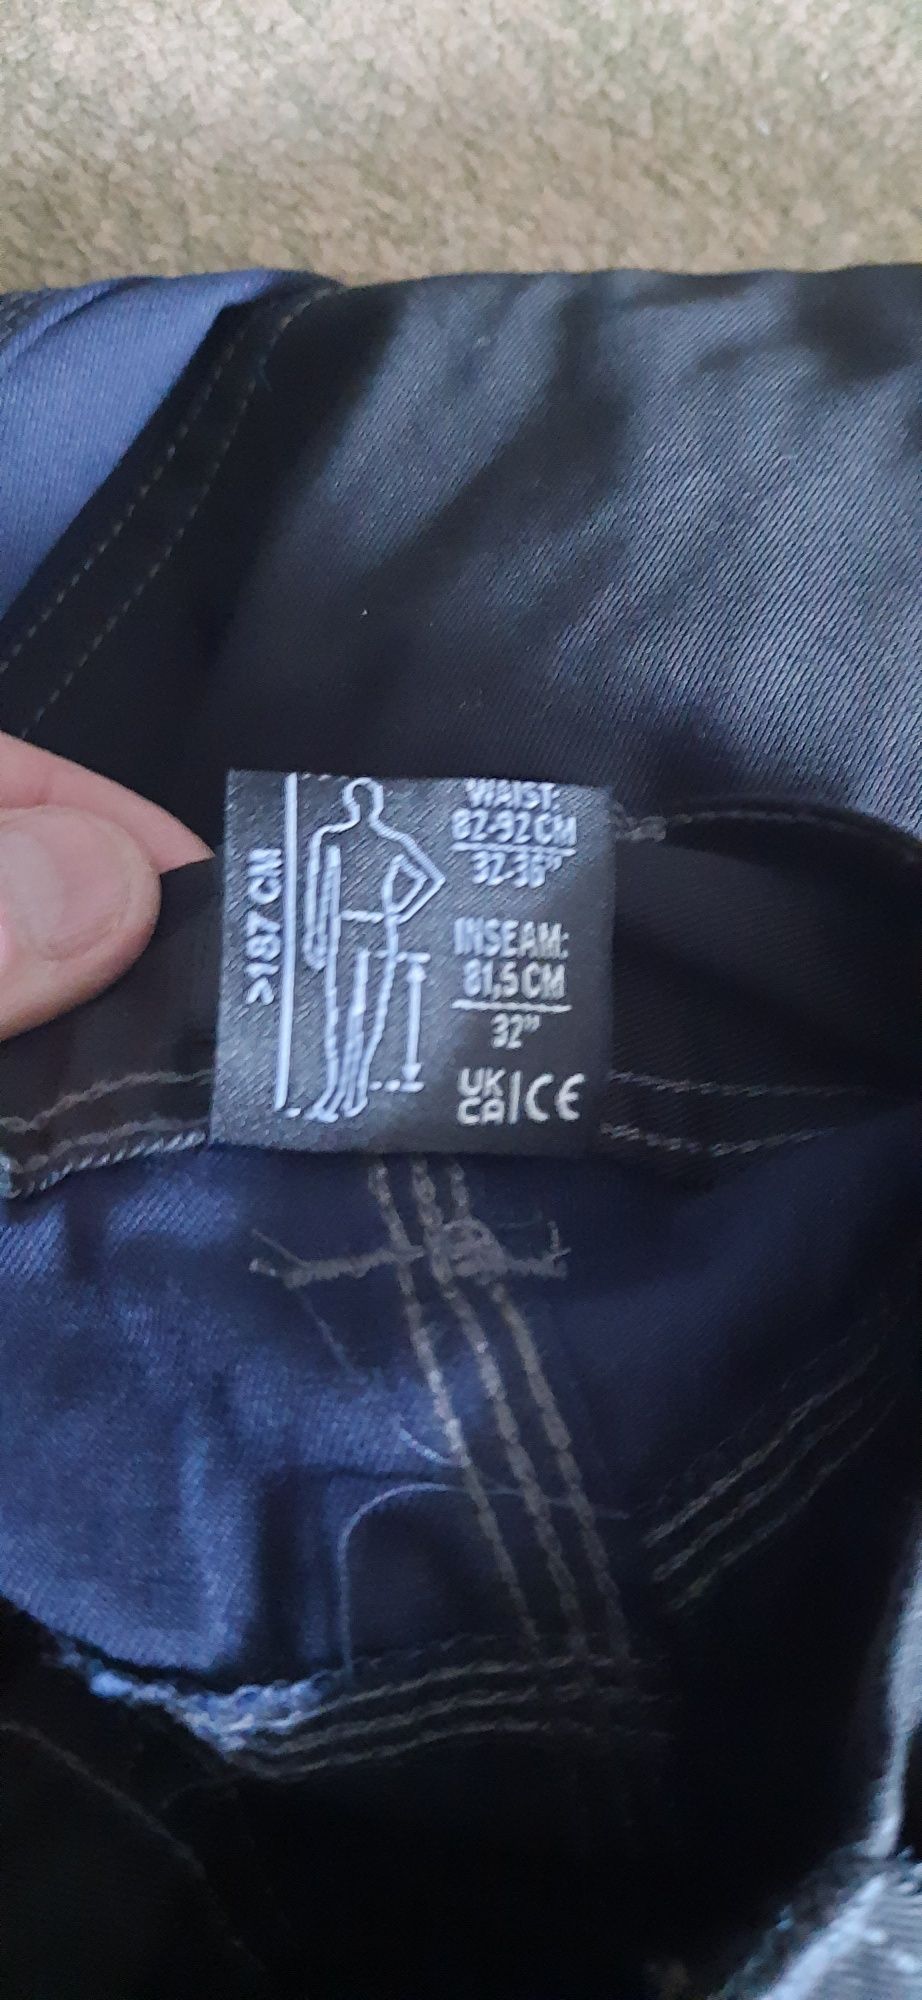 >187 CM
WAIST:
82-92 CM
32-36"
INSEAM:
81,5 CM
32"
UK
CA
CE